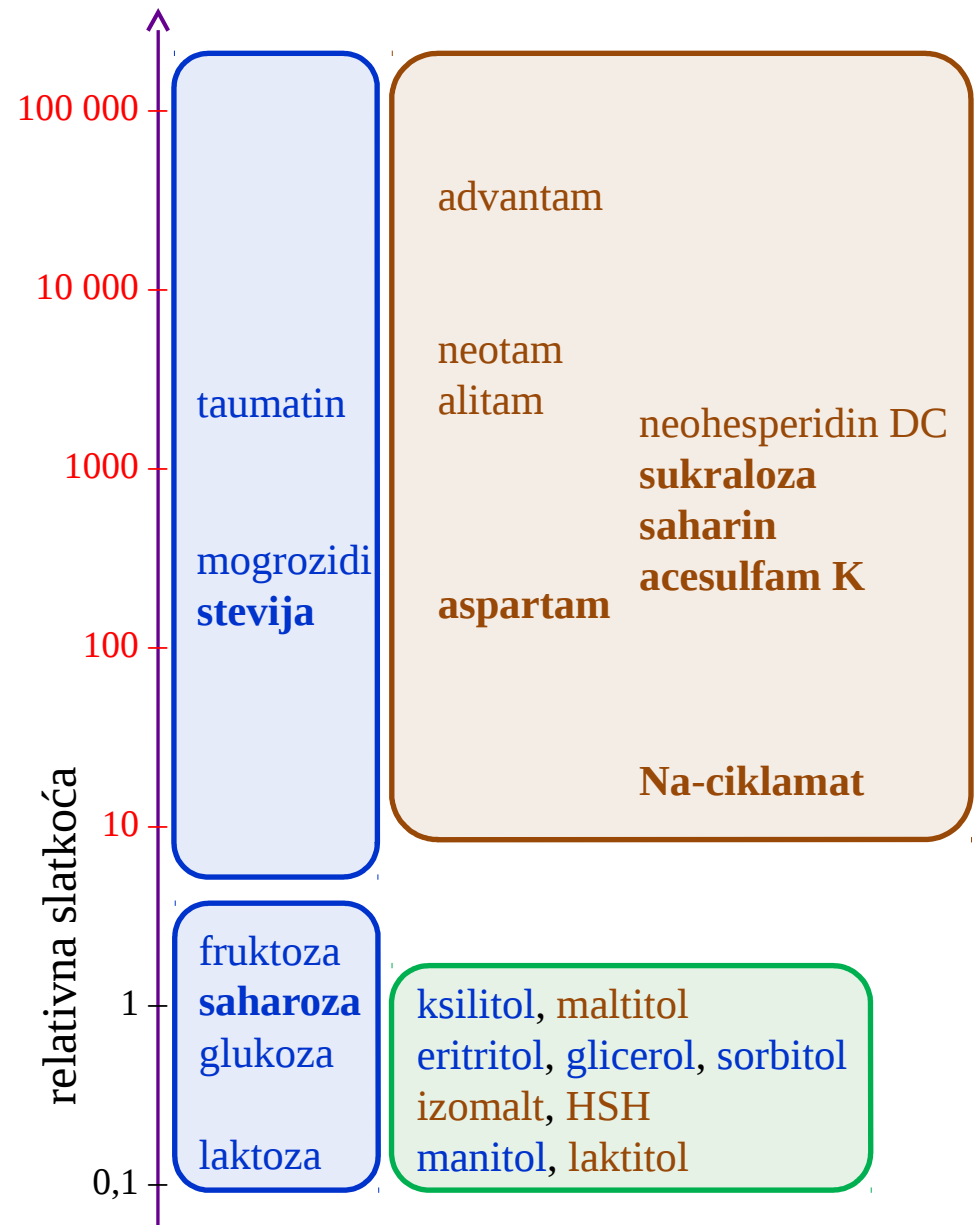 100 000
10 000
1000
100
10
1
0,1
relativna slatkoća
taumatin
mogrozidi
stevija
advantam
neotam
alitam
aspartam
neohesperidin DC
sukraloza
saharin
acesulfam K
Na-ciklamat
fruktoza
saharoza
glukoza
laktoza
ksilitol, maltitol
eritritol, glicerol, sorbitol
izomalt, HSH
manitol, laktitol